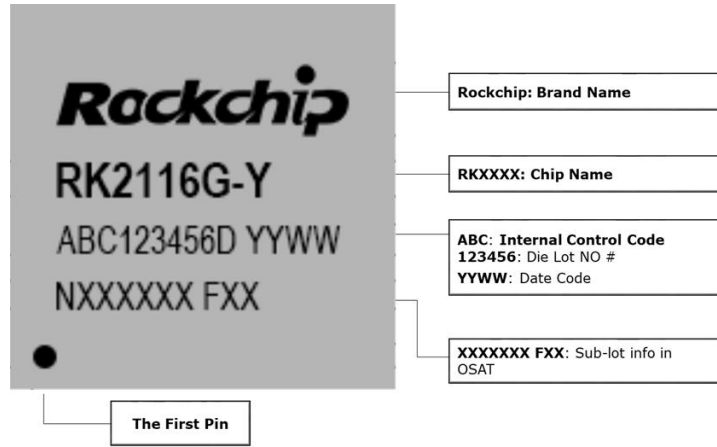 Rockchip
RK2116G-Y
ABC123456D YYWW
NXXXXXX FXX
Rockchip: Brand Name
RKXXXX: Chip Name
ABC: Internal Control Code
123456: Die Lot NO #
YYWW: Date Code
XXXXXXX FXX: Sub-lot info in
OSAT
The First Pin